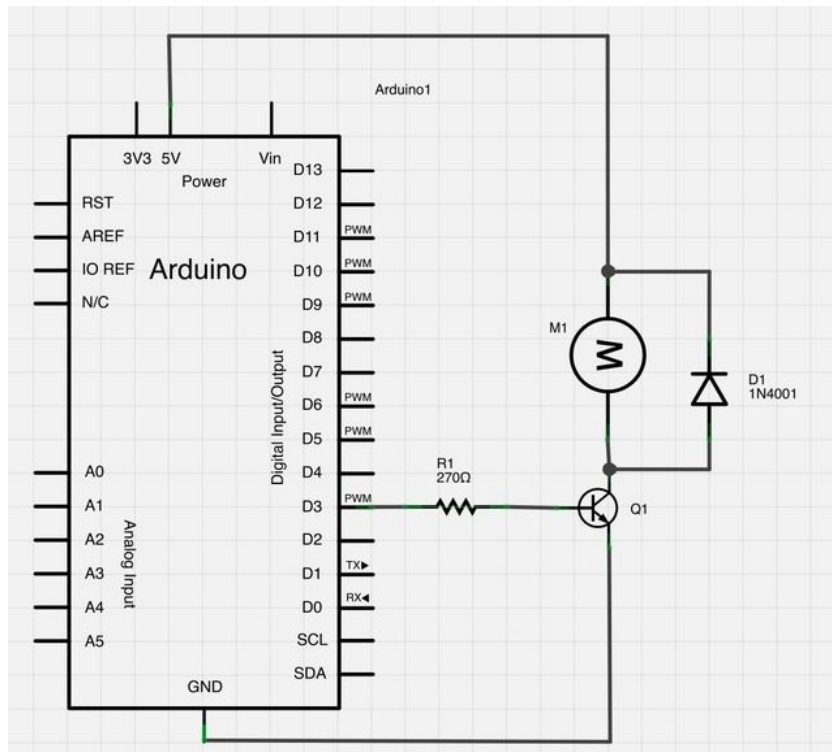 Arduino1
3V3 5V Vin
Power
D13
RST
D12
AREF
D11 PWM
IO REF
Arduino
D10 PWM
N/C
D9 PWM
D8
M1
M
D7
D1
1N4001
Digital Input/Output
D6 PWM
D5 PWM
A0
D4
R1
270Ω
A1
D3 PWM
Q1
Analog Input
A2
D2
A3
D1 TX
A4
D0 RX
A5
SCL
SDA
GND